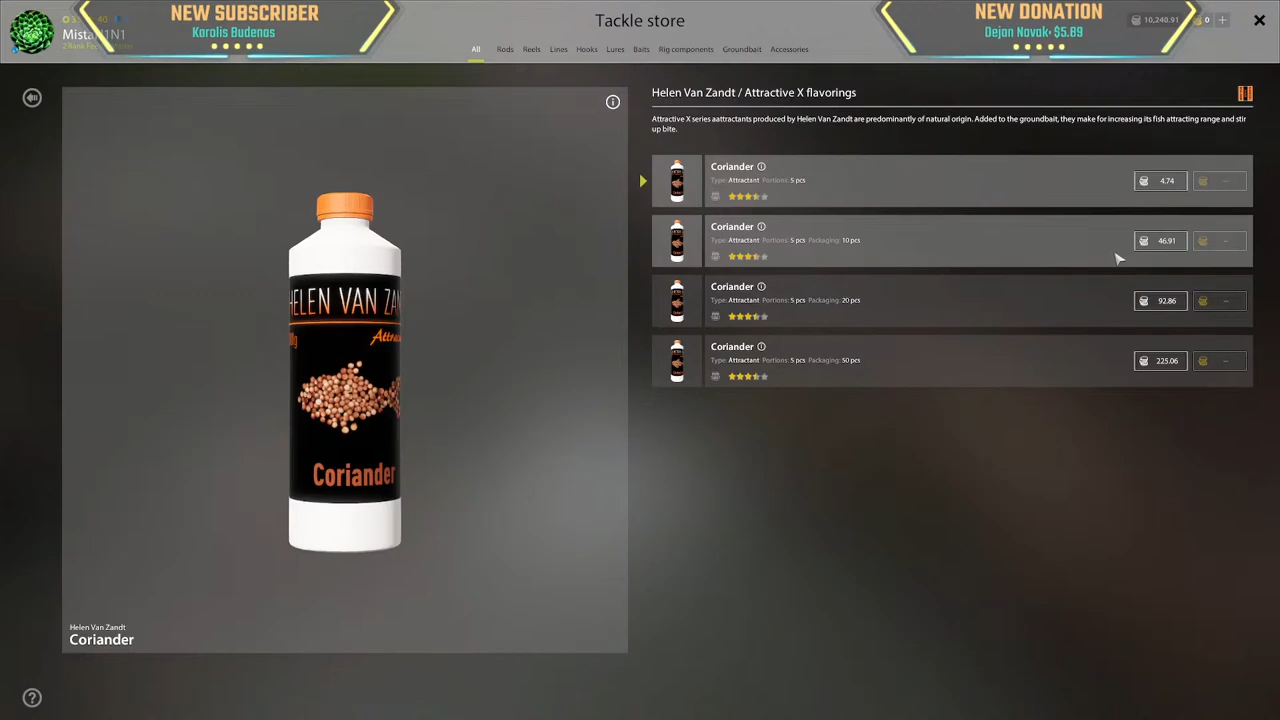 NEW SUBSCRIBER
Karolis Budenas
Tackle store
NEW DONATION
Dejan Novak: $5.89
10,240.91
0
All
Rods
Reels
Lines
Hooks
Lures
Baits
Rig components
Groundbait
Accessories
Helen Van Zandt / Attractive X flavorings
Attractive X series aattractants produced by Helen Van Zandt are predominantly of natural origin. Added to the groundbait, they make for increasing its fish attracting range and stir
up bite.
Coriander
Type: Attractant Portions: 5 pcs
4.74
Coriander
Type: Attractant Portions: 5 pcs Packaging: 10 pcs
46.91
Coriander
Type: Attractant Portions: 5 pcs Packaging: 20 pcs
92.86
Coriander
Type: Attractant Portions: 5 pcs Packaging: 50 pcs
225.06
HELEN VAN ZAN
Attrac
Coriander
Helen Van Zandt
Coriander